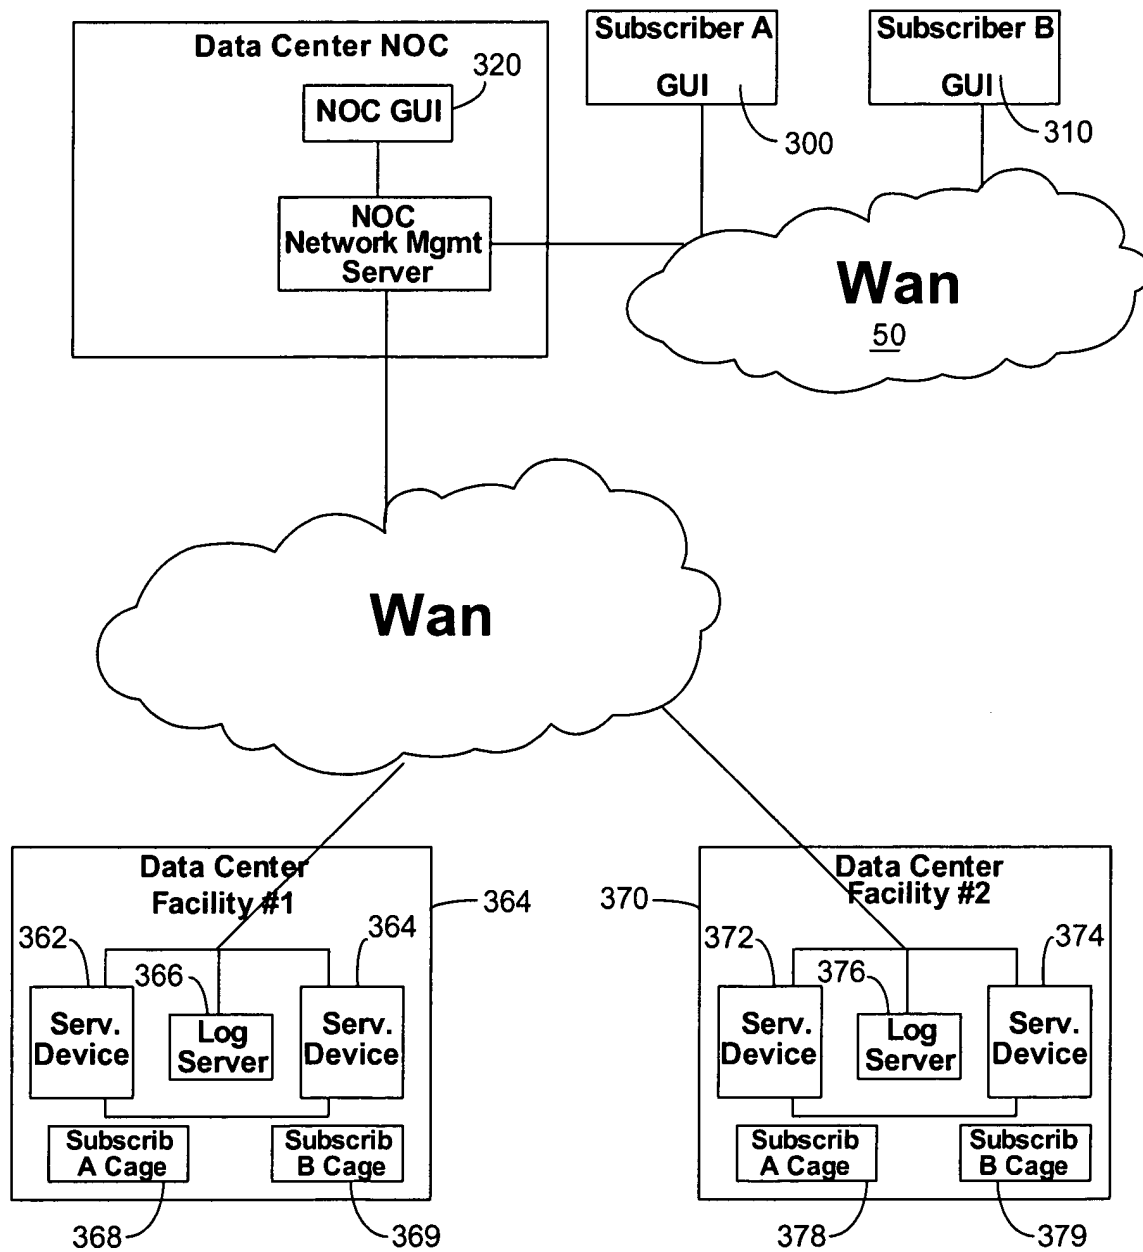 Data Center NOC
320
NOC GUI
NOC
Network Mgmt
Server
Subscriber A
GUI
300
Subscriber B
GUI
310
Wan
50
Wan
Data Center
Facility #1
364
362
366
364
Serv.
Device
Log
Server
Serv.
Device
Subscrib
A Cage
Subscrib
B Cage
368
369
Data Center
Facility #2
370
372
376
374
Serv.
Device
Log
Server
Serv.
Device
Subscrib
A Cage
Subscrib
B Cage
378
379